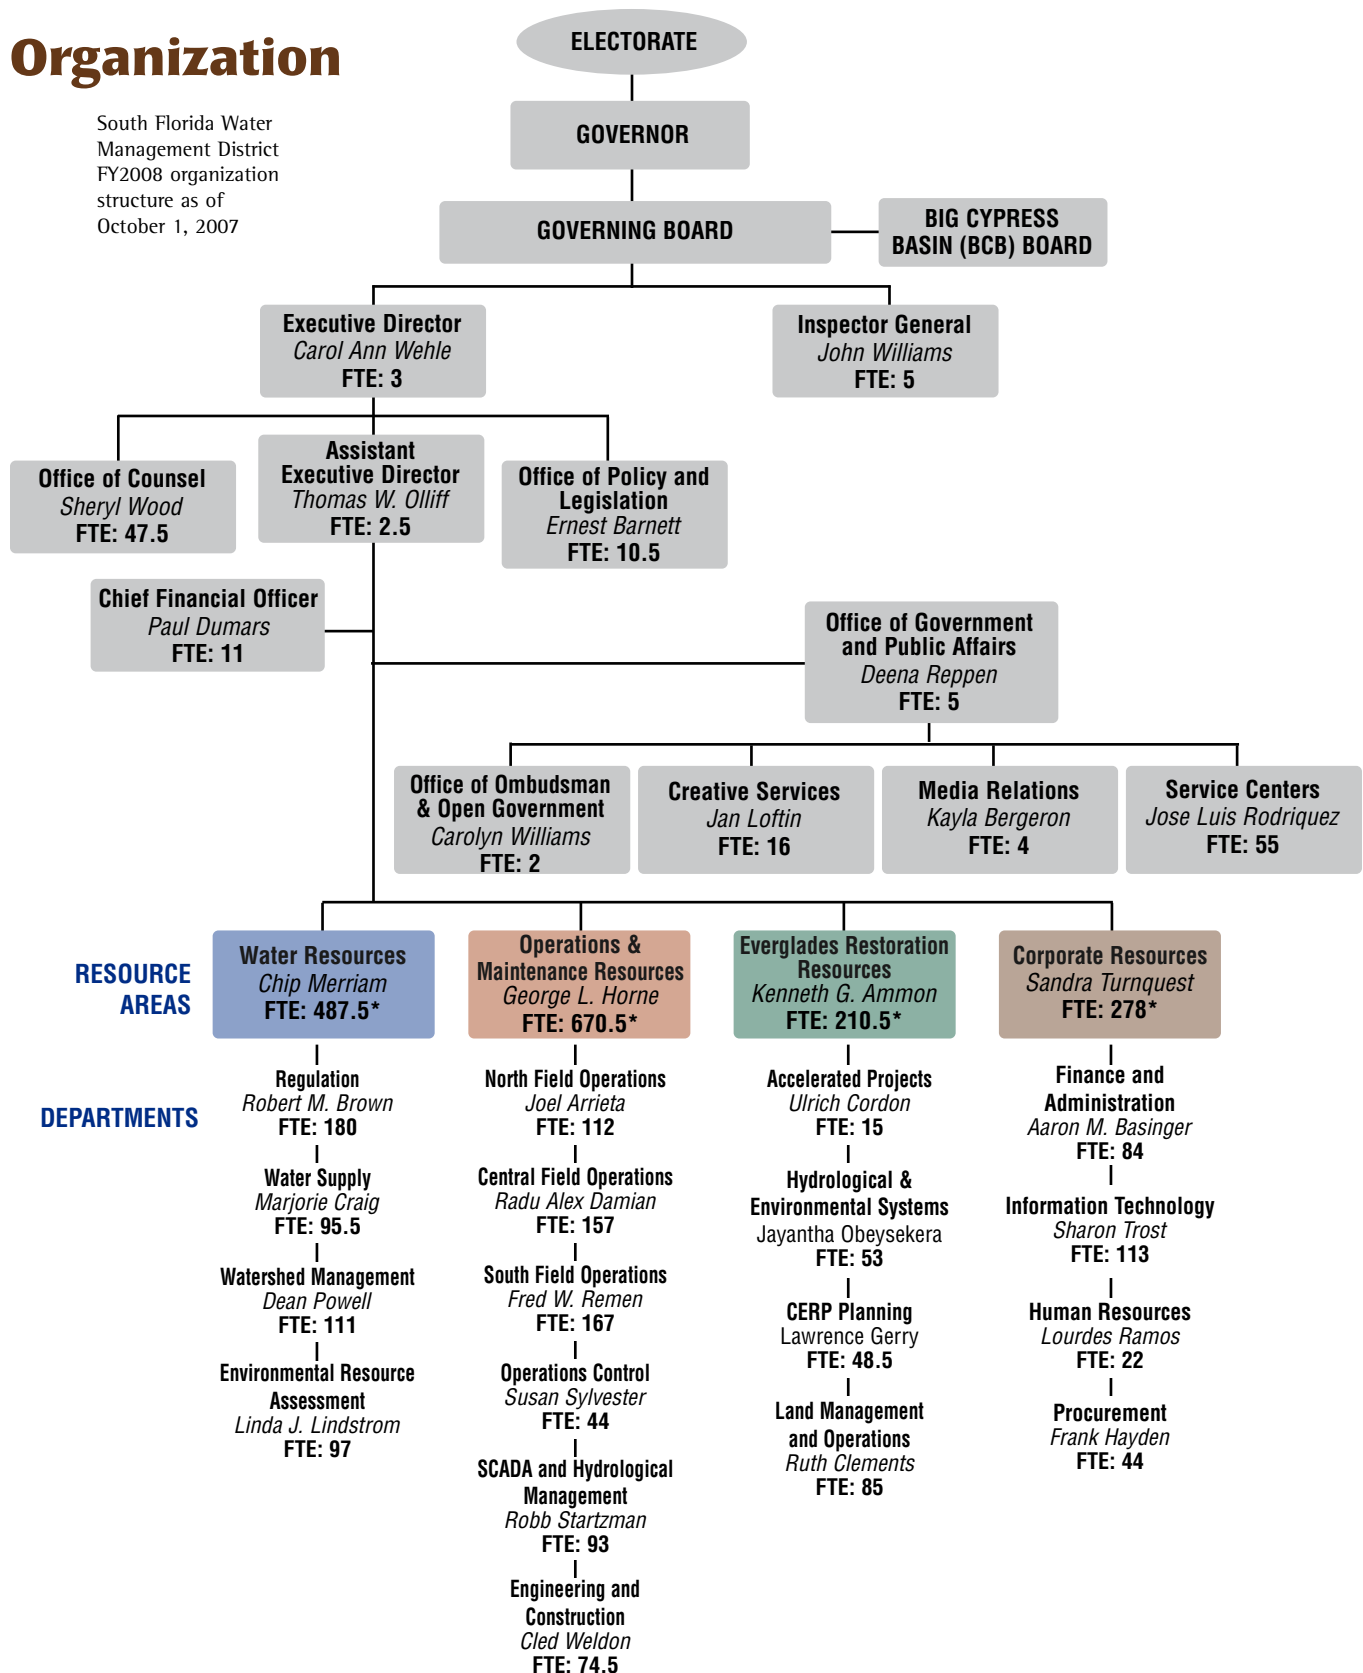 Organization
South Florida Water
Management District
FY2008 organization
structure as of
October 1, 2007
ELECTORATE
GOVERNOR
GOVERNING BOARD
BIG CYPRESS
BASIN (BCB) BOARD
Executive Director
Carol Ann Wehle
FTE: 3
Inspector General
John Williams
FTE: 5
Office of Counsel
Sheryl Wood
FTE: 47.5
Assistant
Executive Director
Thomas W. Olliff
FTE: 2.5
Office of Policy and
Legislation
Ernest Barnett
FTE: 10.5
Chief Financial Officer
Paul Dumars
FTE: 11
Office of Government
and Public Affairs
Deena Reppen
FTE: 5
Office of Ombudsman
& Open Government
Carolyn Williams
FTE: 2
Creative Services
Jan Loftin
FTE: 16
Media Relations
Kayla Bergeron
FTE: 4
Service Centers
Jose Luis Rodriquez
FTE: 55
RESOURCE
AREAS
Water Resources
Chip Merriam
FTE: 487.5*
Operations &
Maintenance Resources
George L. Horne
FTE: 670.5*
Everglades Restoration
Resources
Kenneth G. Ammon
FTE: 210.5*
Corporate Resources
Sandra Turnquest
FTE: 278*
DEPARTMENTS
Regulation
Robert M. Brown
FTE: 180
Water Supply
Marjorie Craig
FTE: 95.5
Watershed Management
Dean Powell
FTE: 111
Environmental Resource
Assessment
Linda J. Lindstrom
FTE: 97
North Field Operations
Joel Arrieta
FTE: 112
Central Field Operations
Radu Alex Damian
FTE: 157
South Field Operations
Fred W. Remen
FTE: 167
Operations Control
Susan Sylvester
FTE: 44
SCADA and Hydrological
Management
Robb Startzman
FTE: 93
Engineering and
Construction
Cled Weldon
FTE: 74.5
Accelerated Projects
Ulrich Cordon
FTE: 15
Hydrological &
Environmental Systems
Jayantha Obeysekera
FTE: 53
CERP Planning
Lawrence Gerry
FTE: 48.5
Land Management
and Operations
Ruth Clements
FTE: 85
Finance and
Administration
Aaron M. Basinger
FTE: 84
Information Technology
Sharon Trost
FTE: 113
Human Resources
Lourdes Ramos
FTE: 22
Procurement
Frank Hayden
FTE: 44